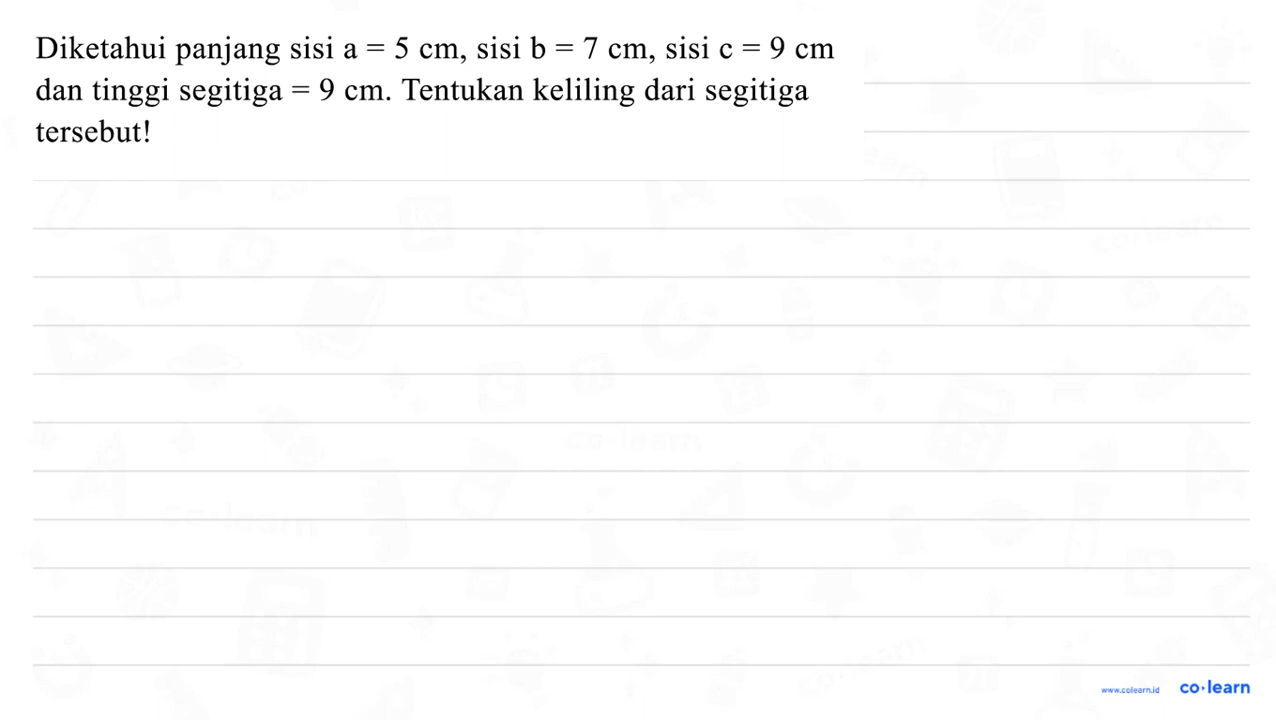 Diketahui panjang sisi a = 5 cm, sisi b = 7 cm, sisi c = 9 cm
dan tinggi segitiga = 9 cm. Tentukan keliling dari segitiga
tersebut!
www.colearn.id co·learn